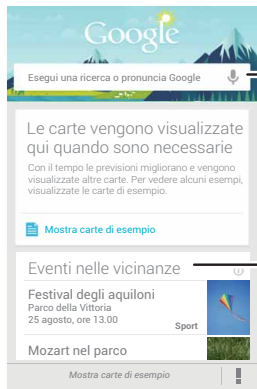 Google
Esegui una ricerca o pronuncia Google
Le carte vengono visualizzate
qui quando sono necessarie
Con il tempo le previsioni migliorano e vengono
visualizzate altre carte. Per vedere alcuni esempi,
visualizzate le carte di esempio.
Mostra carte di esempio
Eventi nelle vicinanze
Festival degli aquiloni
Parco della Vittoria
25 agosto, ore 13.00
Sport
Mozart nel parco
Mostra carte di esempio